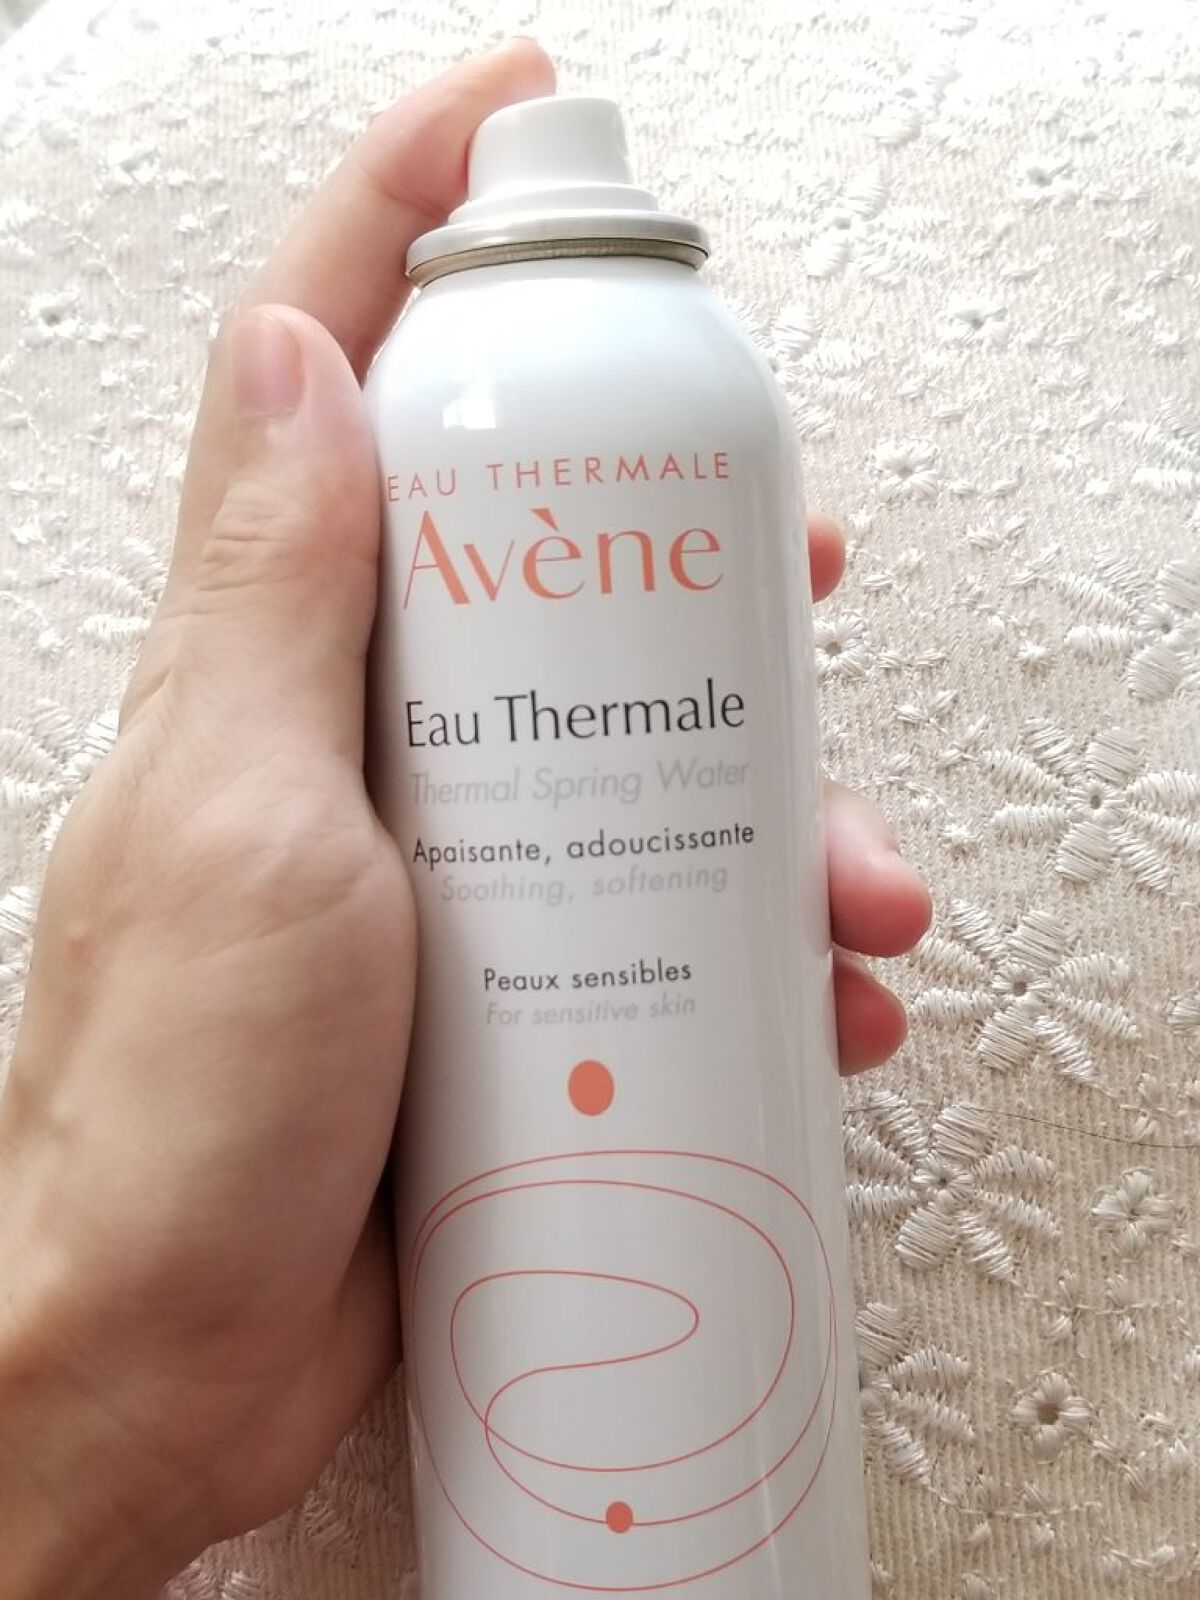 EAU THERMALE
Avène
Eau Thermale
Thermal Spring Water
Apaisante, adoucissante
Soothing, softening
Peaux sensibles
For sensitive skin